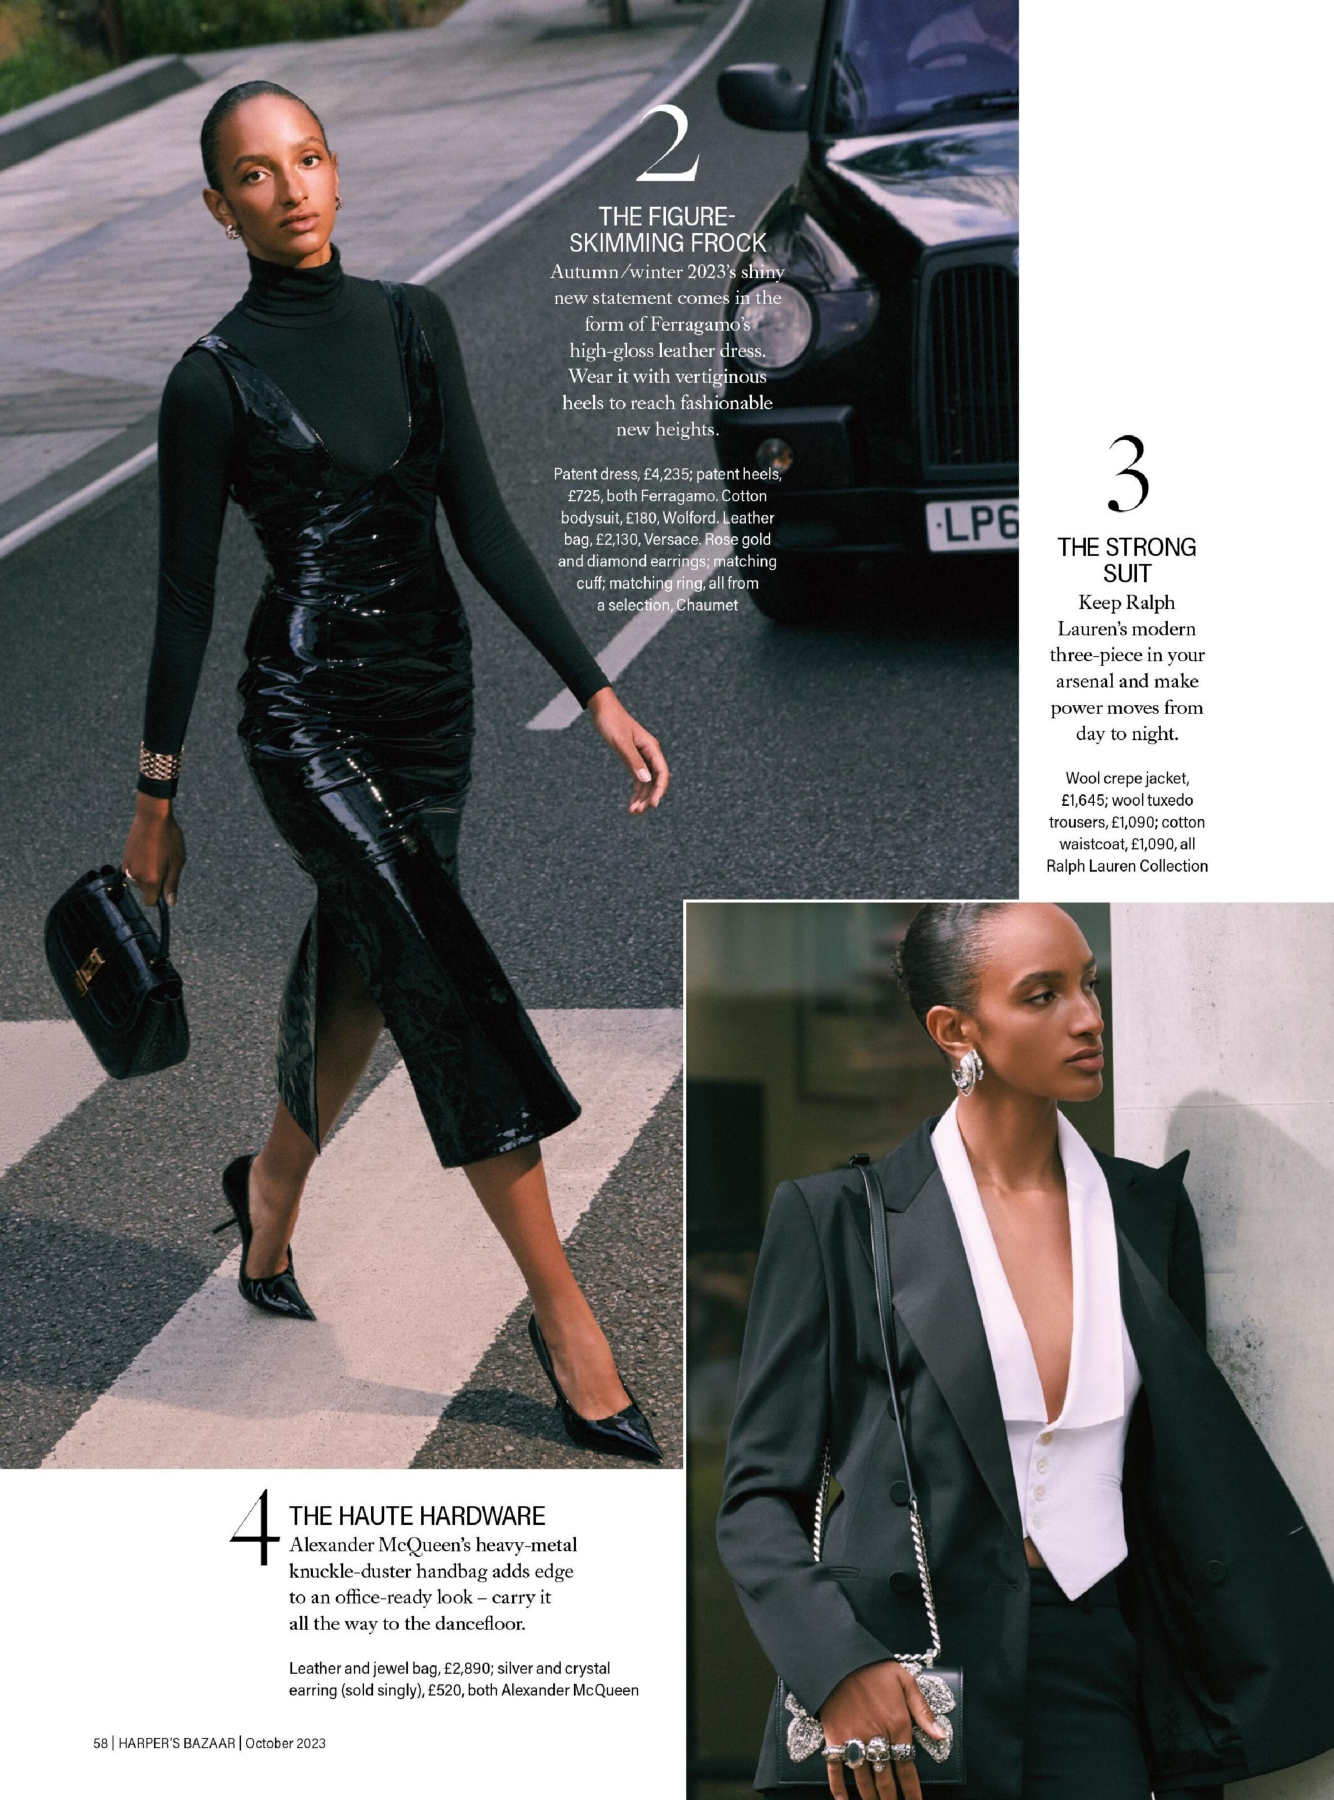 2
THE FIGURE-
SKIMMING FROCK
Autumn/winter 2023's shiny
new statement comes in the
form of Ferragamo's
high-gloss leather dress.
Wear it with vertiginous
heels to reach fashionable
new heights.
Patent dress, £4,235; patent heels,
£725, both Ferragamo. Cotton
bodysuit, £180, Wolford. Leather
bag, £2,130, Versace. Rose gold
and diamond earrings; matching
cuff; matching ring, all from
a selection, Chaumet
LP6
3
THE STRONG
SUIT
Keep Ralph
Lauren's modern
three-piece in your
arsenal and make
power moves from
day to night.
Wool crepe jacket,
£1,645; wool tuxedo
trousers, £1,090; cotton
waistcoat, £1,090, all
Ralph Lauren Collection
4
THE HAUTE HARDWARE
Alexander McQueen's heavy-metal
knuckle-duster handbag adds edge
to an office-ready look – carry it
all the way to the dancefloor.
Leather and jewel bag, £2,890; silver and crystal
earring (sold singly), £520, both Alexander McQueen
58 | HARPER'S BAZAAR | October 2023